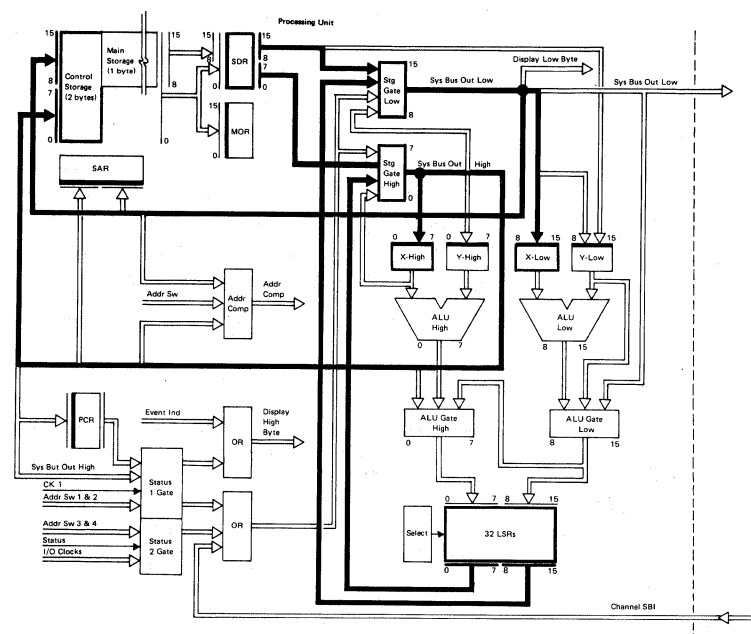 Processing Unit
15
15
15
15
Main
Storage
(1 byte)
SDR
8
8
8
8
7
7
Control
Storage
(2 bytes)
0
0
0
0
15
MOR
0
Stg
Gate
Low
15
8
Display Low Byte
Sys Bus Out Low
Sys Bus Out Low
SAR
Stg
Gate
High
7
0
Sys Bus Out High
0 7
0 7
8 15
8 15
X-High
Y-High
X-Low
Y-Low
Addr Sw
Addr
Comp
Addr
Comp
ALU
High
0 7
ALU
Low
8 15
Event Ind
OR
Display
High
Byte
PCR
ALU Gate
High
0 7
ALU Gate
Low
8 15
Sys But Out High
CK 1
Addr Sw 1 & 2
Status
1 Gate
OR
Addr Sw 3 & 4
Status
I/O Clocks
Status
2 Gate
0 7 8 15
Select
32 LSRs
0 7 8 15
Channel SBI